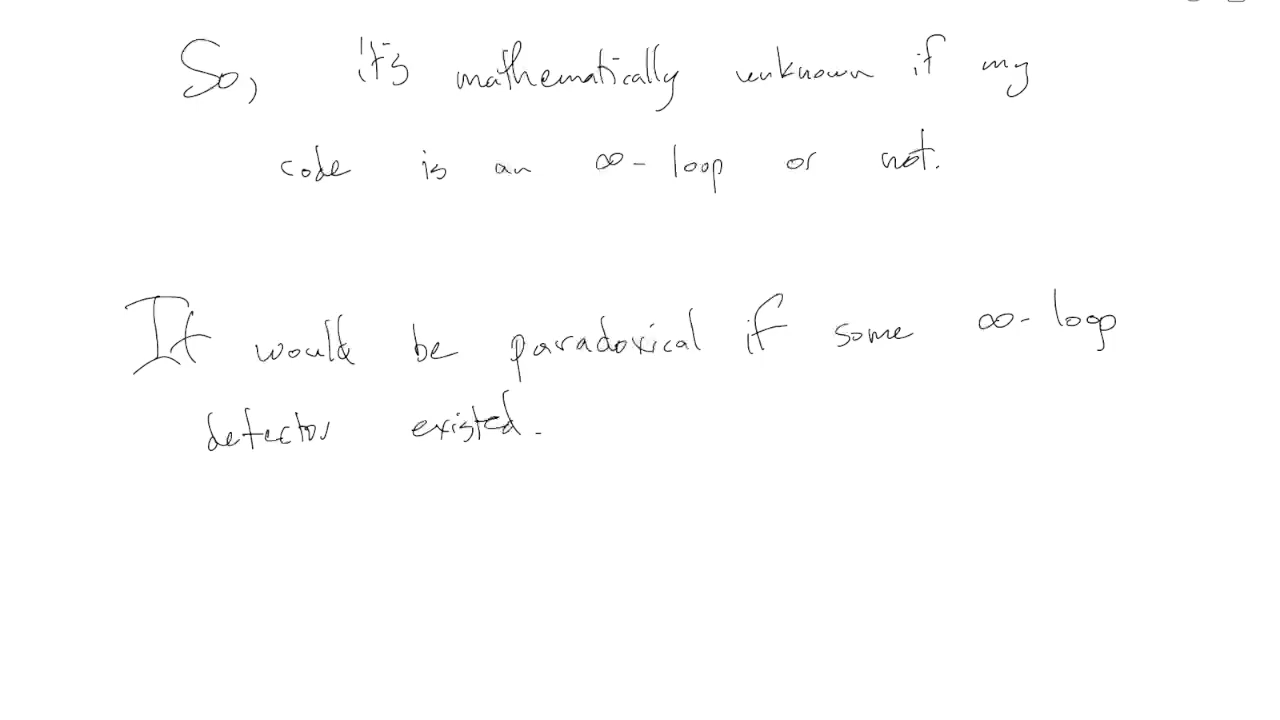 So, it's mathematically unknown if my
code is an ∞-loop or not.
It would be paradoxical if some ∞-loop
detector existed.